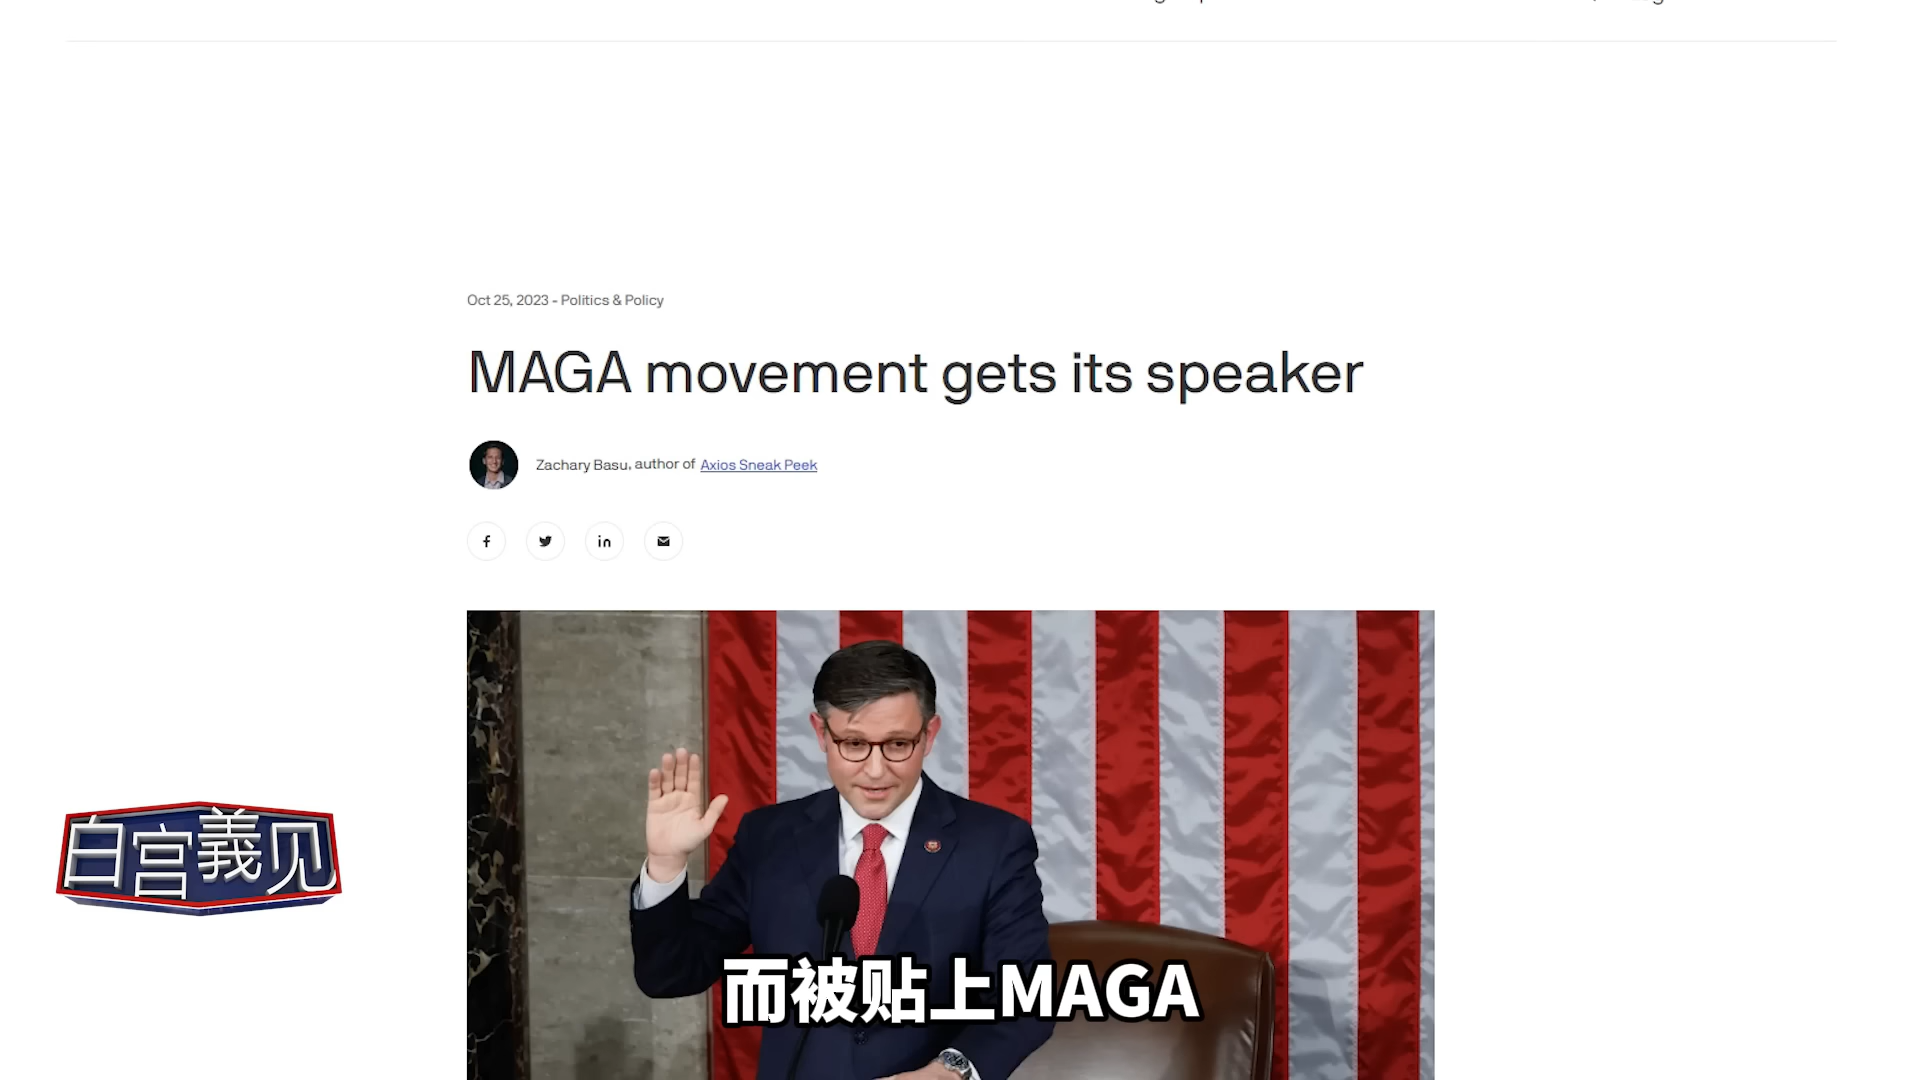 Oct 25, 2023 - Politics & Policy
MAGA movement gets its speaker
Zachary Basu, author of Axios Sneak Peek
白宫義见
而被贴上MAGA